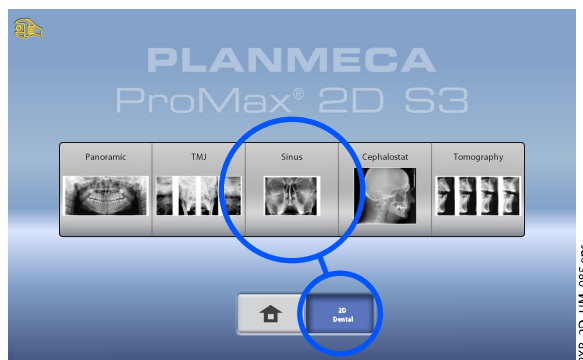 PLANMECA
ProMax® 2D S3
Panoramic
TMJ
Sinus
Cephalostat
Tomography
2D
Dental